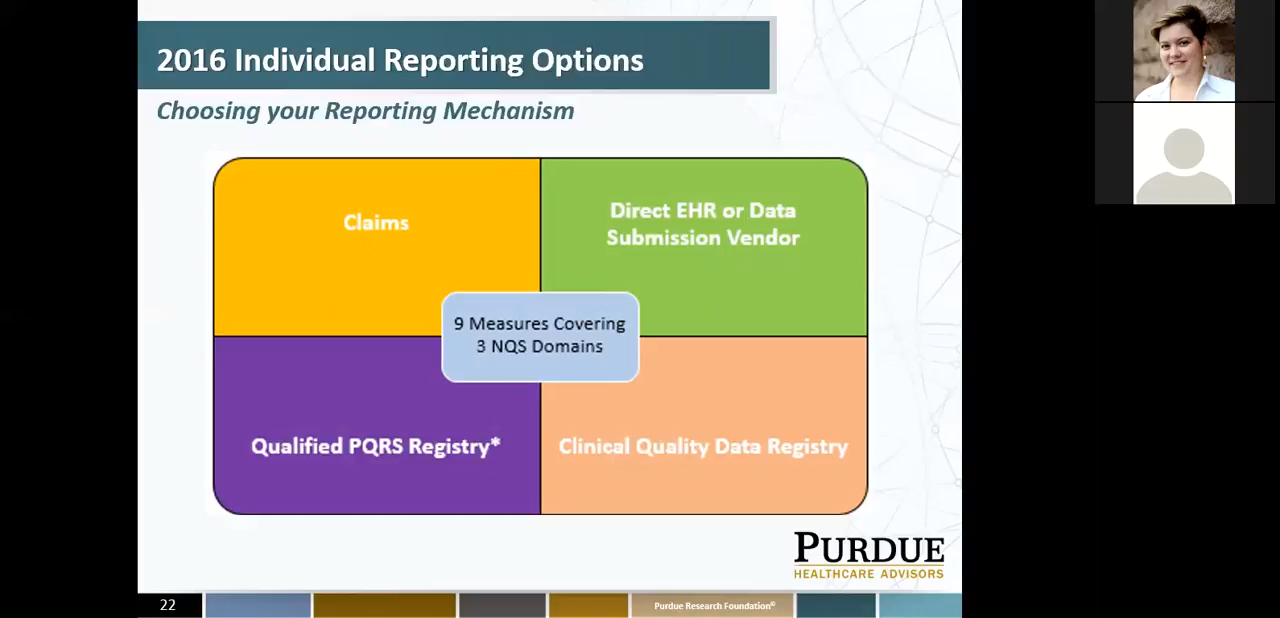 2016 Individual Reporting Options
Choosing your Reporting Mechanism
Claims
Direct EHR or Data
Submission Vendor
9 Measures Covering
3 NQS Domains
Qualified PQRS Registry*
Clinical Quality Data Registry
PURDUE
HEALTHCARE ADVISORS
22
Purdue Research Foundation©